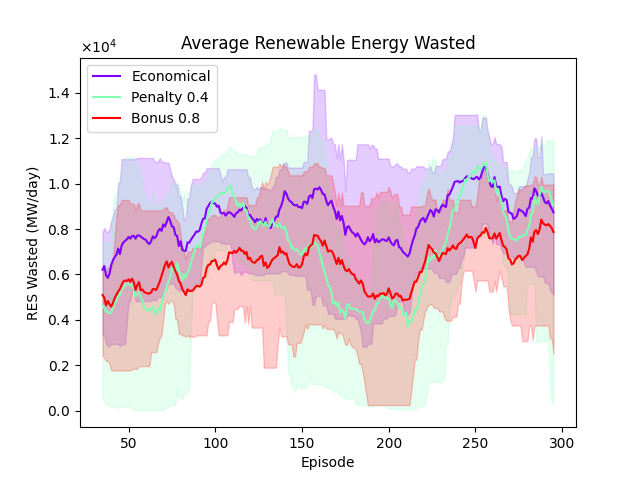 Average Renewable Energy Wasted
×10⁴
Economical
Penalty 0.4
Bonus 0.8
RES Wasted (MW/day)
1.4
1.2
1.0
0.8
0.6
0.4
0.2
0.0
50 100 150 200 250 300
Episode